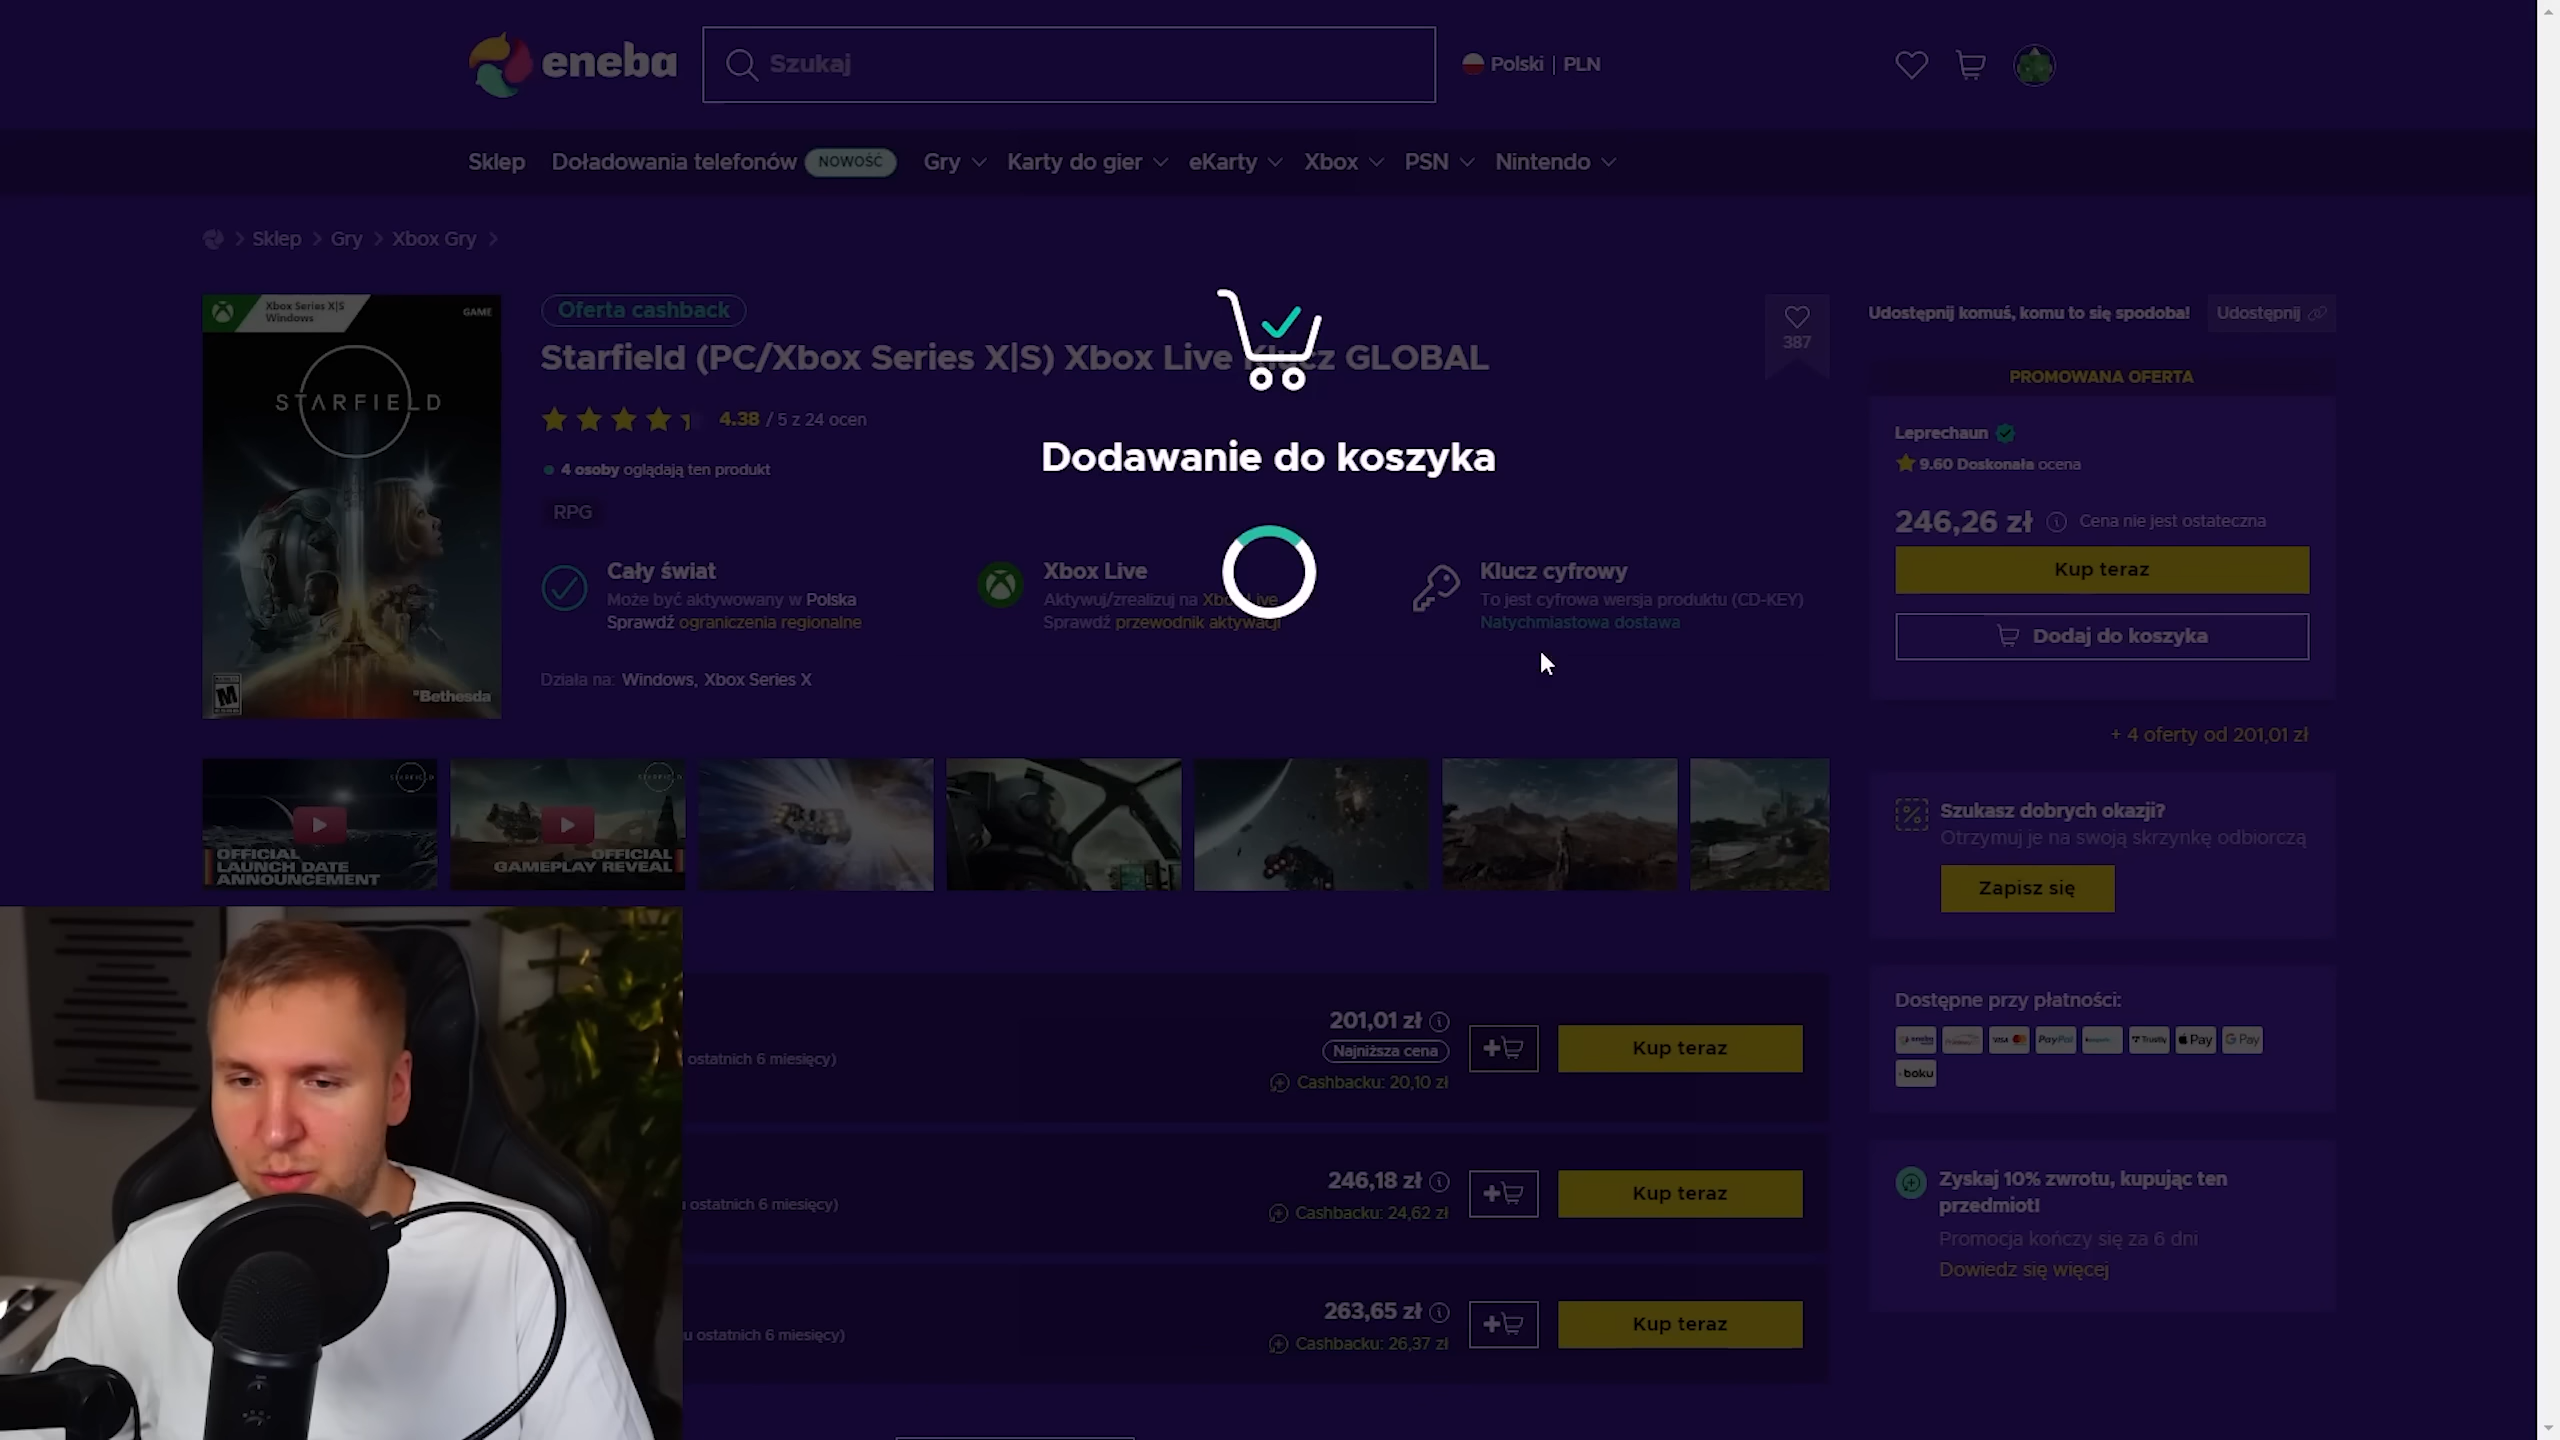 eneba
Szukaj
Polski | PLN
Sklep
Doładowania telefonów
NOWOŚĆ
Gry
Karty do gier
eKarty
Xbox
PSN
Nintendo
Sklep
Gry
Xbox Gry
Xbox Series X|S
Windows
GAME
STARFIELD
M
Bethesda
Oferta cashback
Starfield (PC/Xbox Series X|S) Xbox Live Klucz GLOBAL
4.38 / 5 z 24 ocen
4 osoby oglądają ten produkt
RPG
Dodawanie do koszyka
Cały świat
Może być aktywowany w Polska
Sprawdź ograniczenia regionalne
Xbox Live
Aktywuj/zrealizuj na Xbox Live
Sprawdź przewodnik aktywacji
Klucz cyfrowy
To jest cyfrowa wersja produktu (CD-KEY)
Natychmiastowa dostawa
Działa na: Windows, Xbox Series X
387
Udostępnij komuś, komu to się spodoba!
Udostępnij
PROMOWANA OFERTA
Leprechaun
9.60 Doskonała ocena
246,26 zł
Cena nie jest ostateczna
Kup teraz
Dodaj do koszyka
+ 4 oferty od 201,01 zł
STARFIELD
OFFICIAL
LAUNCH DATE
ANNOUNCEMENT
STARFIELD
OFFICIAL
GAMEPLAY REVEAL
Szukasz dobrych okazji?
Otrzymuj je na swoją skrzynkę odbiorczą
Zapisz się
ostatnich 6 miesięcy)
201,01 zł
Najniższa cena
Cashbacku: 20,10 zł
Kup teraz
ostatnich 6 miesięcy)
246,18 zł
Cashbacku: 24,62 zł
Kup teraz
u ostatnich 6 miesięcy)
263,65 zł
Cashbacku: 26,37 zł
Kup teraz
Dostępne przy płatności:
VISA
PayPal
Trustly
Pay
G Pay
boku
Zyskaj 10% zwrotu, kupując ten
przedmiot!
Promocja kończy się za 6 dni
Dowiedz się więcej